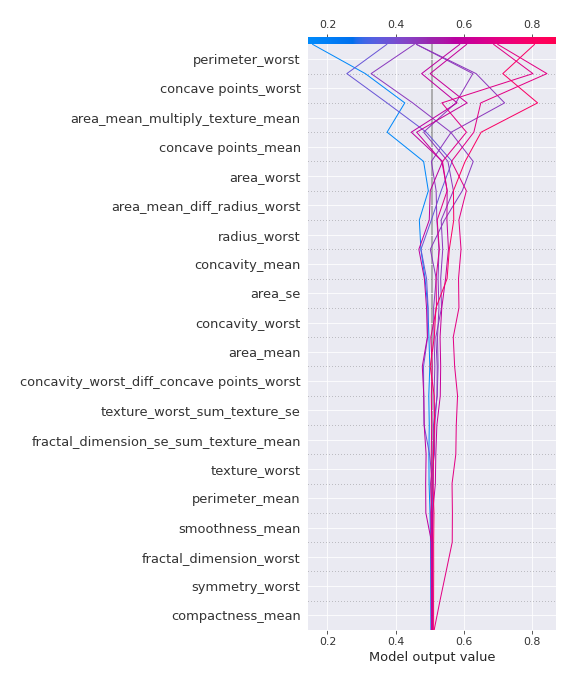 0.2 0.4 0.6 0.8
perimeter_worst
concave points_worst
area_mean_multiply_texture_mean
concave points_mean
area_worst
area_mean_diff_radius_worst
radius_worst
concavity_mean
area_se
concavity_worst
area_mean
concavity_worst_diff_concave points_worst
texture_worst_sum_texture_se
fractal_dimension_se_sum_texture_mean
texture_worst
perimeter_mean
smoothness_mean
fractal_dimension_worst
symmetry_worst
compactness_mean
0.2 0.4 0.6 0.8
Model output value